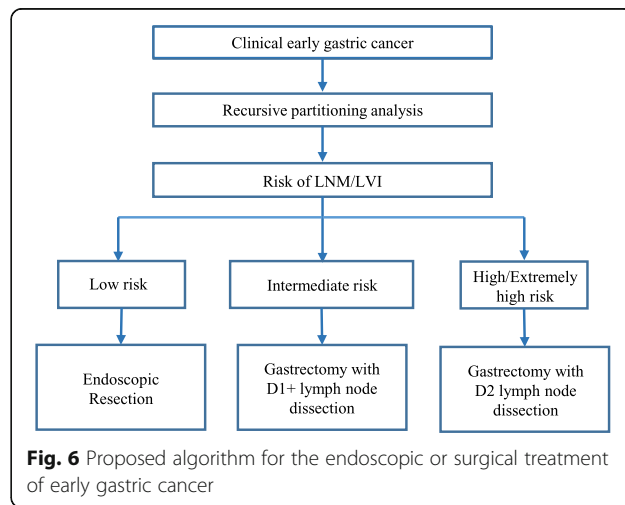 Clinical early gastric cancer
Recursive partitioning analysis
Risk of LNM/LVI
Low risk
Intermediate risk
High/Extremely
high risk
Endoscopic
Resection
Gastrectomy with
D1+ lymph node
dissection
Gastrectomy with
D2 lymph node
dissection
Fig. 6 Proposed algorithm for the endoscopic or surgical treatment
of early gastric cancer